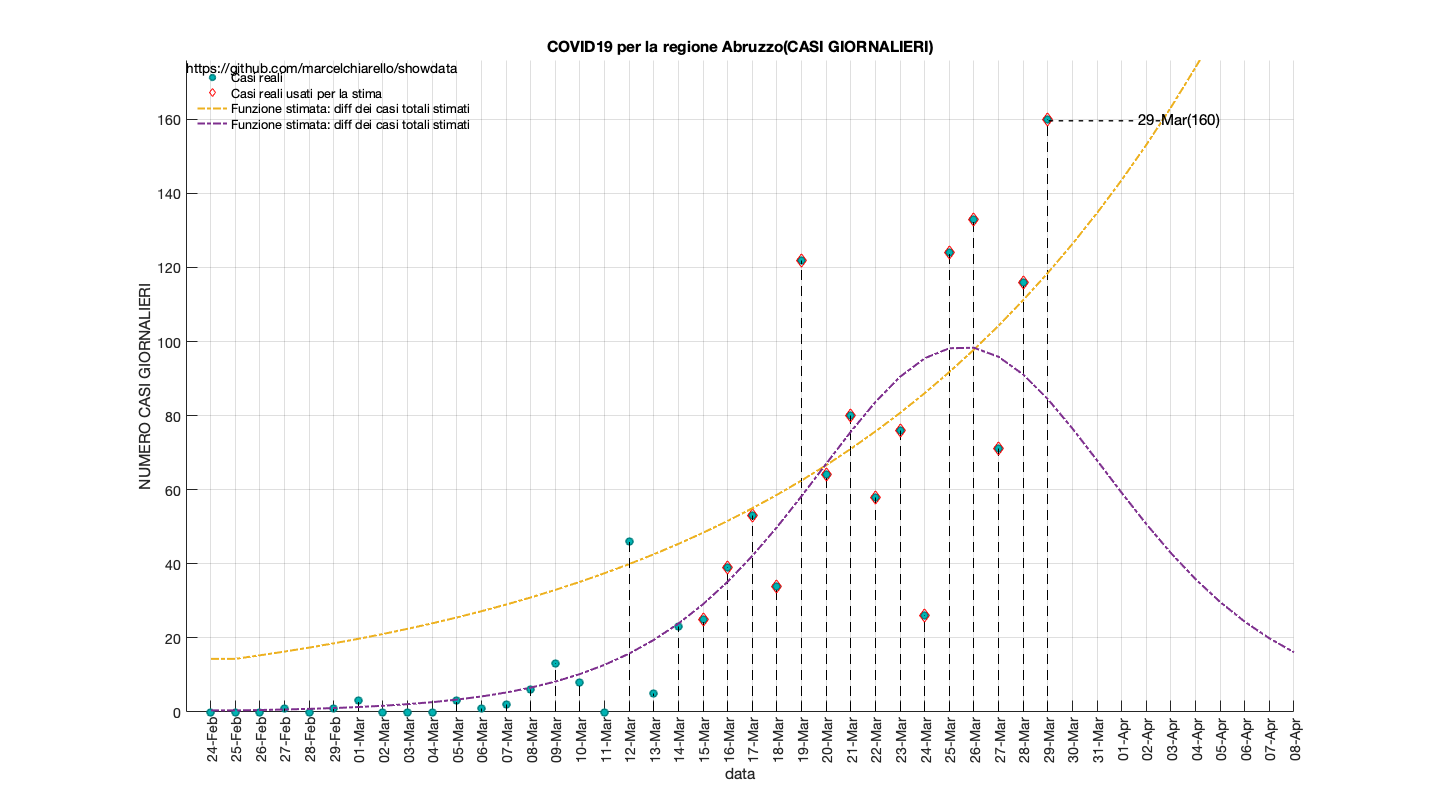 COVID19 per la regione Abruzzo(CASI GIORNALIERI)
https://github.com/marcelchiarello/showdata
Casi reali
Casi reali usati per la stima
Funzione stimata: diff dei casi totali stimati
Funzione stimata: diff dei casi totali stimati
29-Mar(160)
NUMERO CASI GIORNALIERI
160
140
120
100
80
60
40
20
0
24-Feb
25-Feb
26-Feb
27-Feb
28-Feb
29-Feb
01-Mar
02-Mar
03-Mar
04-Mar
05-Mar
06-Mar
07-Mar
08-Mar
09-Mar
10-Mar
11-Mar
12-Mar
13-Mar
14-Mar
15-Mar
16-Mar
17-Mar
18-Mar
19-Mar
20-Mar
21-Mar
22-Mar
23-Mar
24-Mar
25-Mar
26-Mar
27-Mar
28-Mar
29-Mar
30-Mar
31-Mar
01-Apr
02-Apr
03-Apr
04-Apr
05-Apr
06-Apr
07-Apr
08-Apr
data